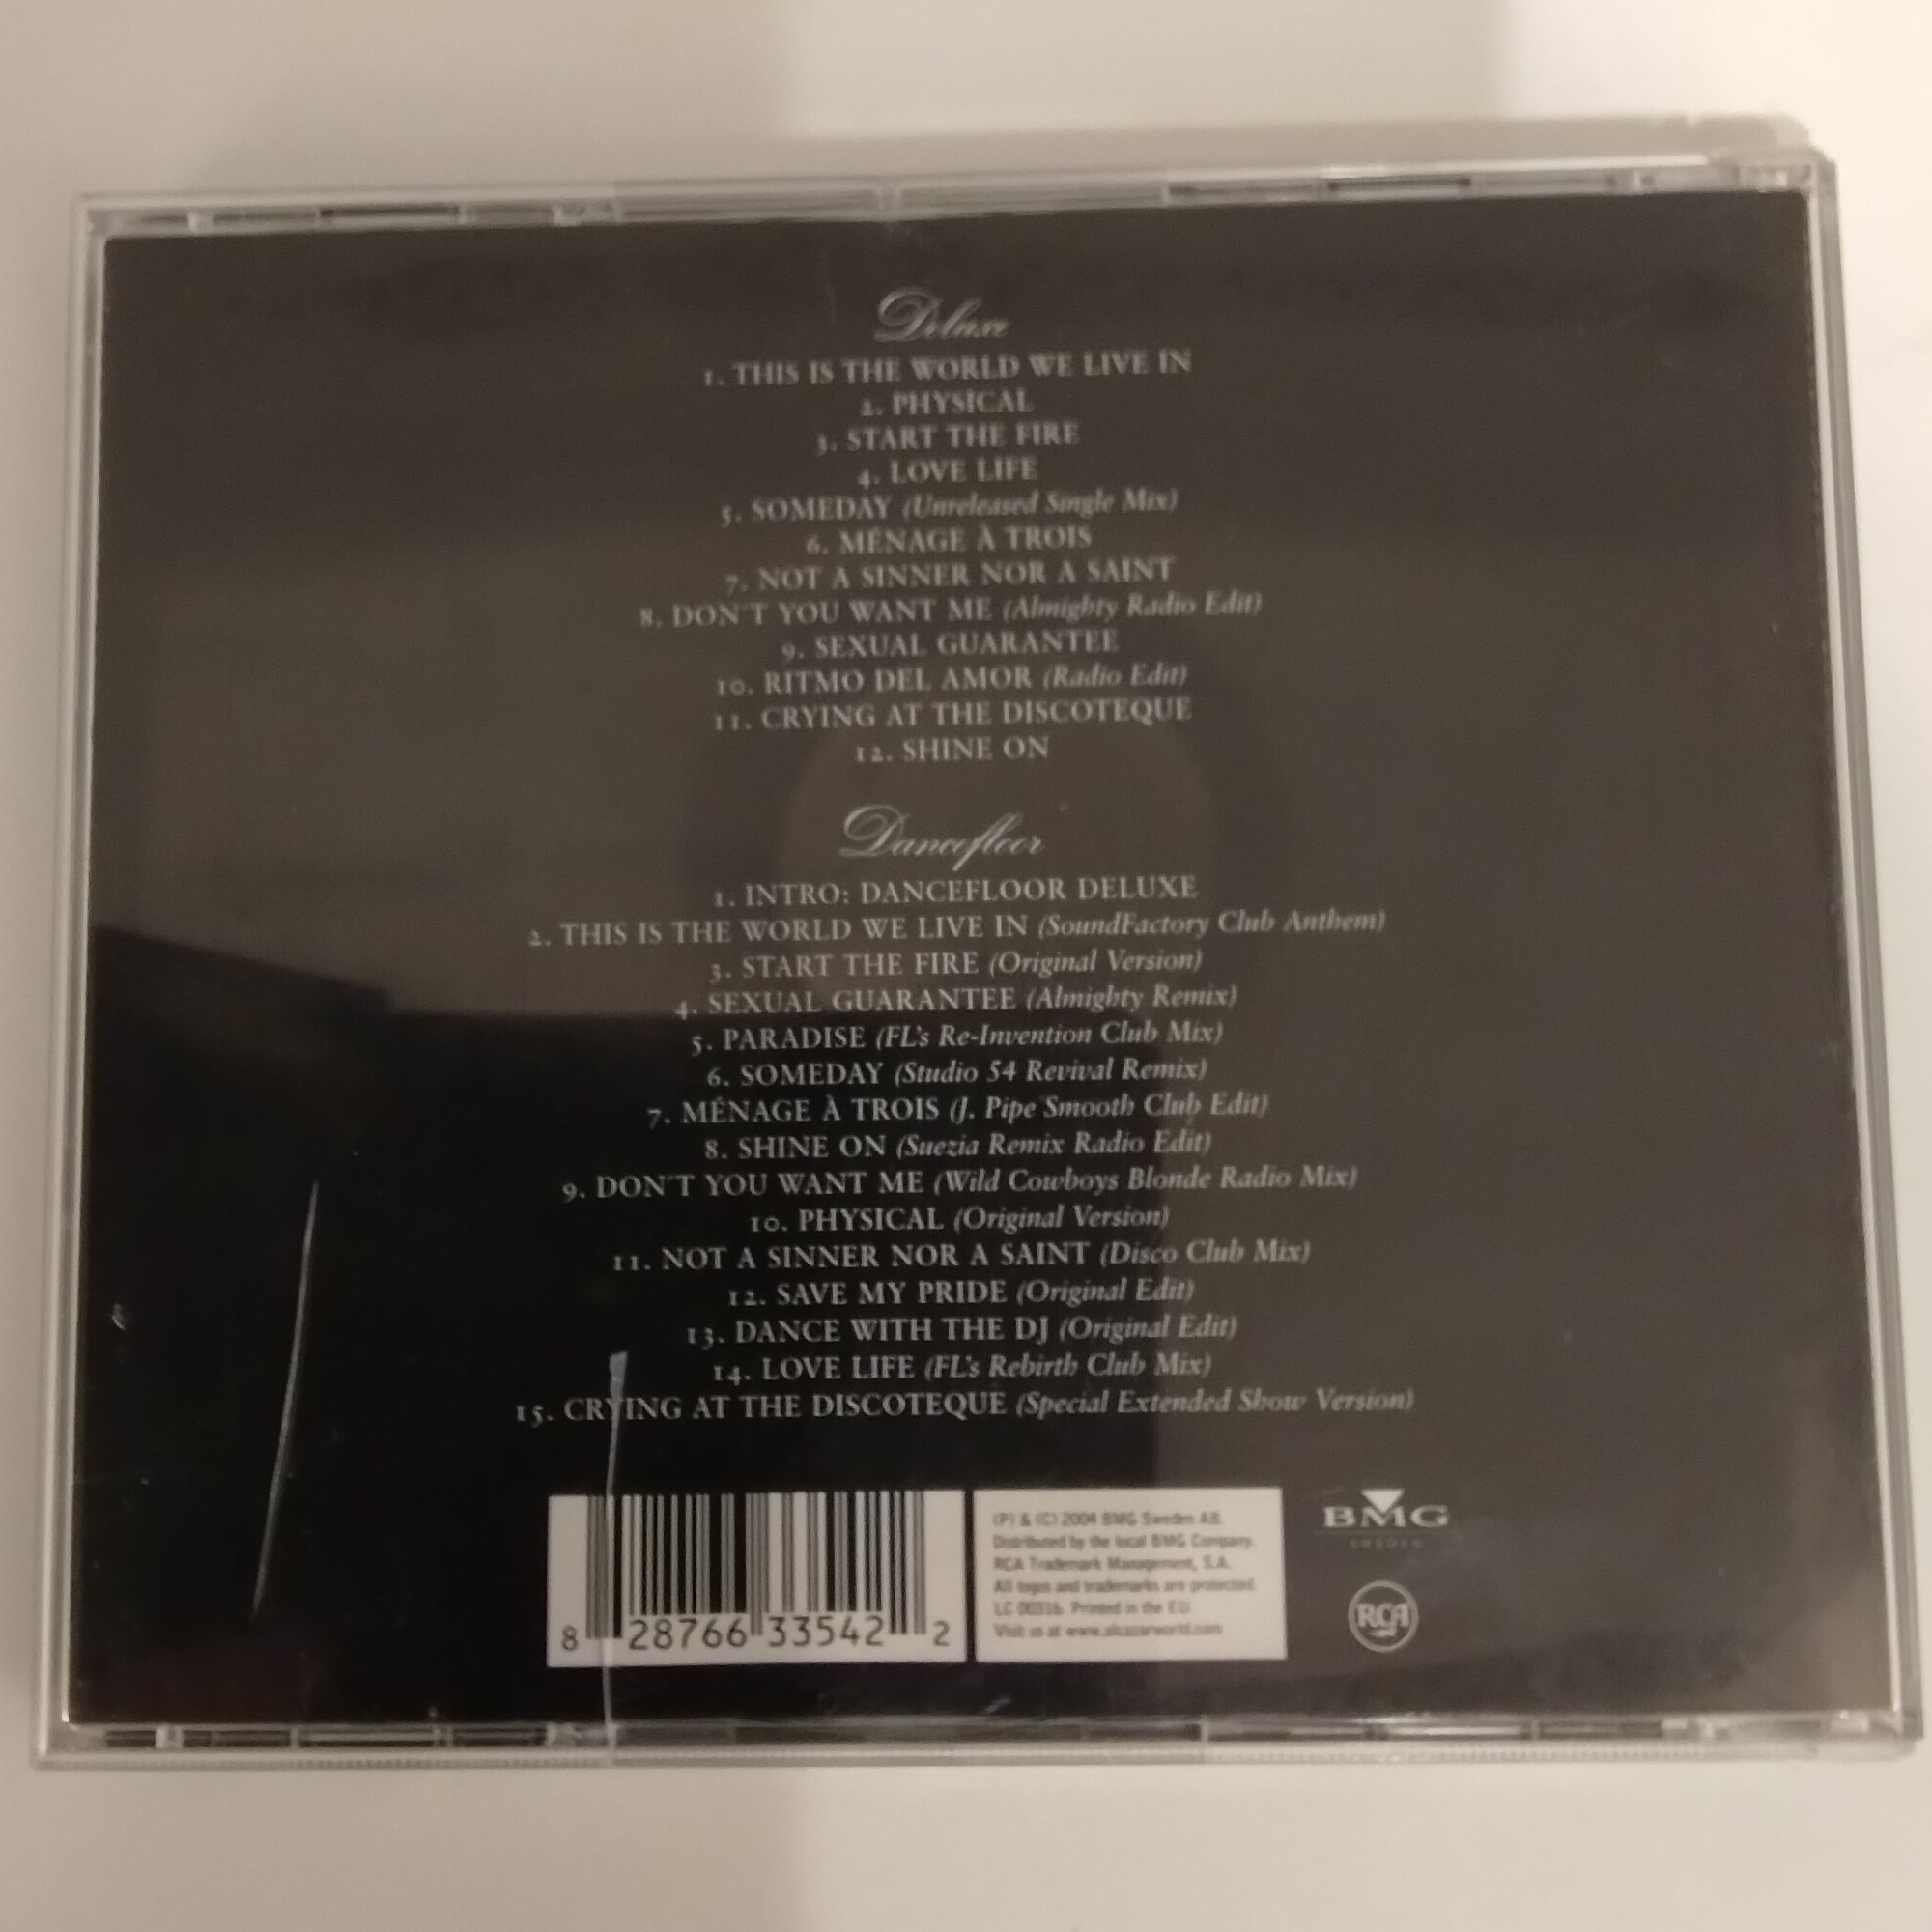 Deluxe
1. THIS IS THE WORLD WE LIVE IN
2. PHYSICAL
3. START THE FIRE
4. LOVE LIFE
5. SOMEDAY (Unreleased Single Mix)
6. MÉNAGE À TROIS
7. NOT A SINNER NOR A SAINT
8. DON'T YOU WANT ME (Almighty Radio Edit)
9. SEXUAL GUARANTEE
10. RITMO DEL AMOR (Radio Edit)
11. CRYING AT THE DISCOTEQUE
12. SHINE ON
Dancefloor
1. INTRO: DANCEFLOOR DELUXE
2. THIS IS THE WORLD WE LIVE IN (SoundFactory Club Anthem)
3. START THE FIRE (Original Version)
4. SEXUAL GUARANTEE (Almighty Remix)
5. PARADISE (FL's Re-Invention Club Mix)
6. SOMEDAY (Studio 54 Revival Remix)
7. MÉNAGE À TROIS (J. Pipe Smooth Club Edit)
8. SHINE ON (Suezia Remix Radio Edit)
9. DON'T YOU WANT ME (Wild Cowboys Blonde Radio Mix)
10. PHYSICAL (Original Version)
11. NOT A SINNER NOR A SAINT (Disco Club Mix)
12. SAVE MY PRIDE (Original Edit)
13. DANCE WITH THE DJ (Original Edit)
14. LOVE LIFE (FL's Rebirth Club Mix)
15. CRYING AT THE DISCOTEQUE (Special Extended Show Version)
8 28766 33542 2
(P) & (C) 2004 BMG Sweden AB.
Distributed by the local BMG Company.
RCA Trademark Management, S.A.
All logos and trademarks are protected.
LC 00316. Printed in the EU.
Visit us at www.alcazarworld.com
BMG
SWEDEN
RCA